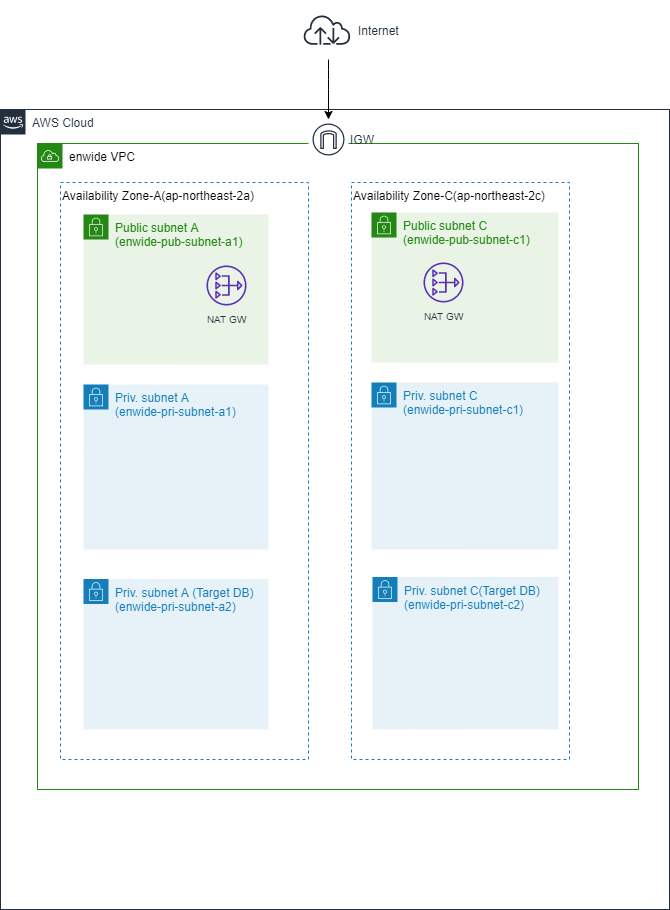 Internet
aws
AWS Cloud
IGW
enwide VPC
Availability Zone-A(ap-northeast-2a)
Public subnet A
(enwide-pub-subnet-a1)
NAT GW
Priv. subnet A
(enwide-pri-subnet-a1)
Priv. subnet A (Target DB)
(enwide-pri-subnet-a2)
Availability Zone-C(ap-northeast-2c)
Public subnet C
(enwide-pub-subnet-c1)
NAT GW
Priv. subnet C
(enwide-pri-subnet-c1)
Priv. subnet C(Target DB)
(enwide-pri-subnet-c2)